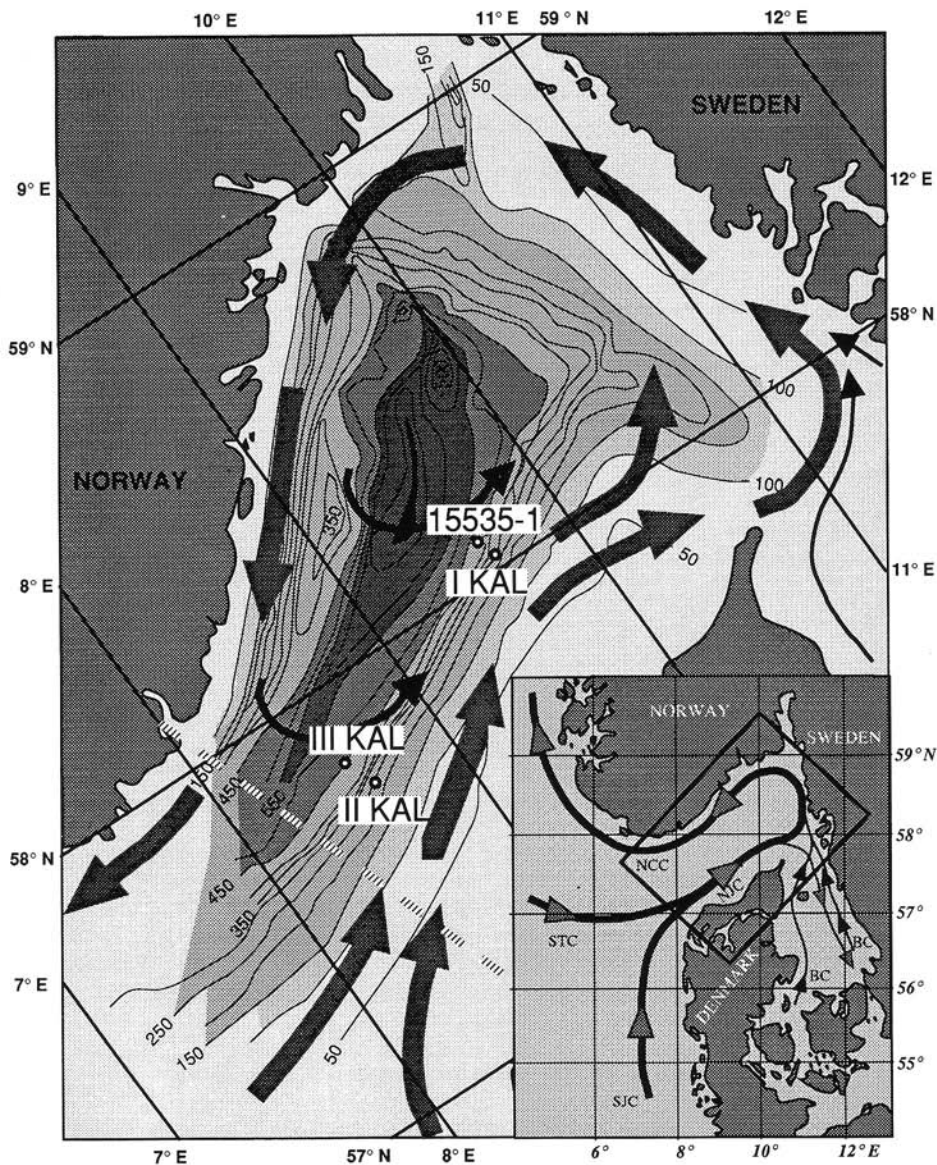 10° E
11° E
59° N
12° E
150
50
SWEDEN
9° E
12° E
58° N
59° N
100
NORWAY
350
15535-1
100
11° E
50
I KAL
8° E
III KAL
II KAL
150
450
550
58° N
450
350
7° E
250
150
50
7° E
57° N
8° E
NORWAY
SWEDEN
59° N
58°
NCC
NJC
57°
STC
BC
DENMARK
BC
56°
55°
SJC
6°
8°
10°
12° E